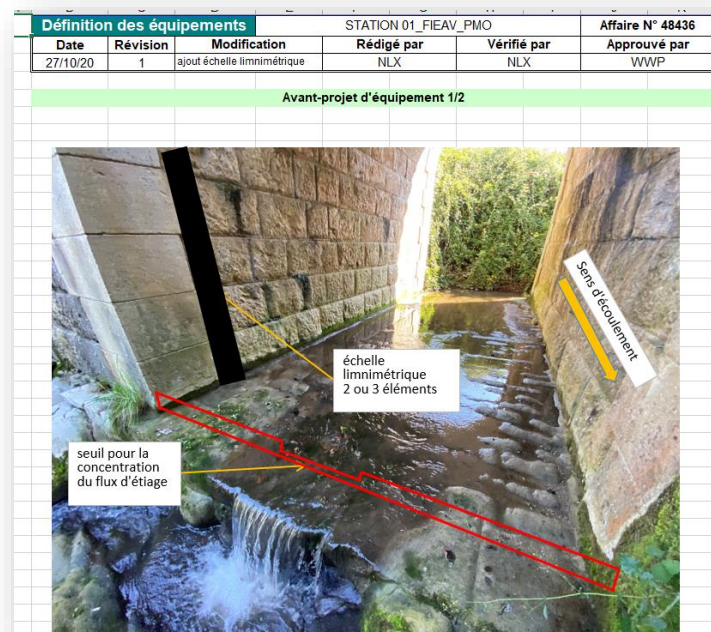 Définition des équipements STATION 01_FIEAV_PMO Affaire N° 48436
Date Révision Modification Rédigé par Vérifié par Approuvé par
27/10/20 1 ajout échelle limnimétrique NLX NLX WWP
Avant-projet d'équipement 1/2
Sens d'écoulement
échelle
limnimétrique
2 ou 3 éléments
seuil pour la
concentration
du flux d'étiage